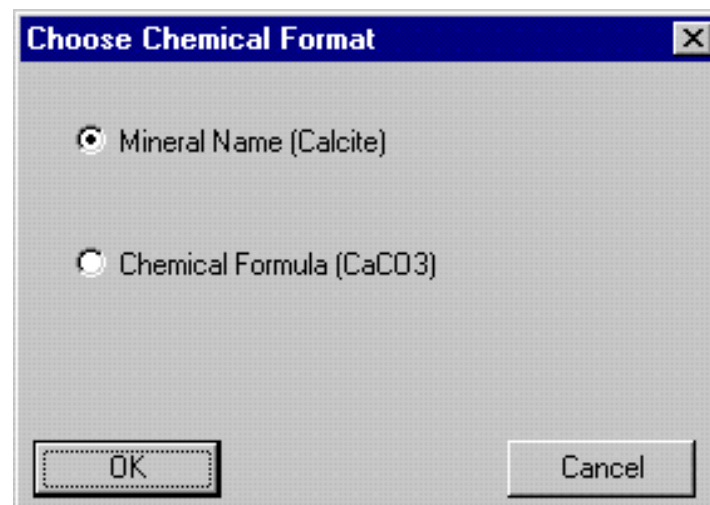 Choose Chemical Format
Mineral Name (Calcite)
Chemical Formula (CaCO3)
OK
Cancel